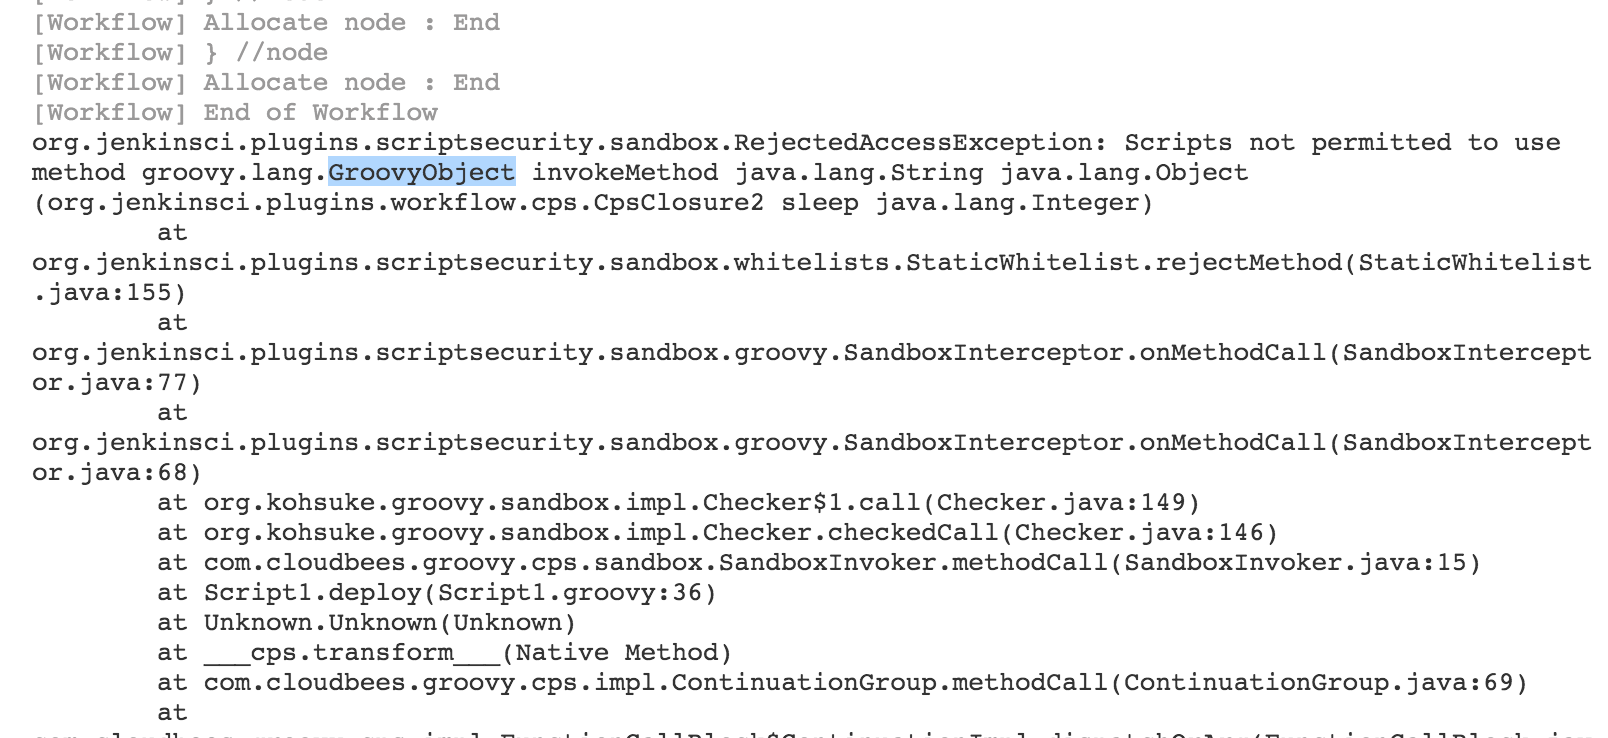 [Workflow] Allocate node : End
[Workflow] } //node
[Workflow] Allocate node : End
[Workflow] End of Workflow
org.jenkinsci.plugins.scriptsecurity.sandbox.RejectedAccessException: Scripts not permitted to use
method groovy.lang.GroovyObject invokeMethod java.lang.String java.lang.Object
(org.jenkinsci.plugins.workflow.cps.CpsClosure2 sleep java.lang.Integer)
at
org.jenkinsci.plugins.scriptsecurity.sandbox.whitelists.StaticWhitelist.rejectMethod(StaticWhitelist
.java:155)
at
org.jenkinsci.plugins.scriptsecurity.sandbox.groovy.SandboxInterceptor.onMethodCall(SandboxIntercept
or.java:77)
at
org.jenkinsci.plugins.scriptsecurity.sandbox.groovy.SandboxInterceptor.onMethodCall(SandboxIntercept
or.java:68)
at org.kohsuke.groovy.sandbox.impl.Checker$1.call(Checker.java:149)
at org.kohsuke.groovy.sandbox.impl.Checker.checkedCall(Checker.java:146)
at com.cloudbees.groovy.cps.sandbox.SandboxInvoker.methodCall(SandboxInvoker.java:15)
at Script1.deploy(Script1.groovy:36)
at Unknown.Unknown(Unknown)
at ___cps.transform___(Native Method)
at com.cloudbees.groovy.cps.impl.ContinuationGroup.methodCall(ContinuationGroup.java:69)
at